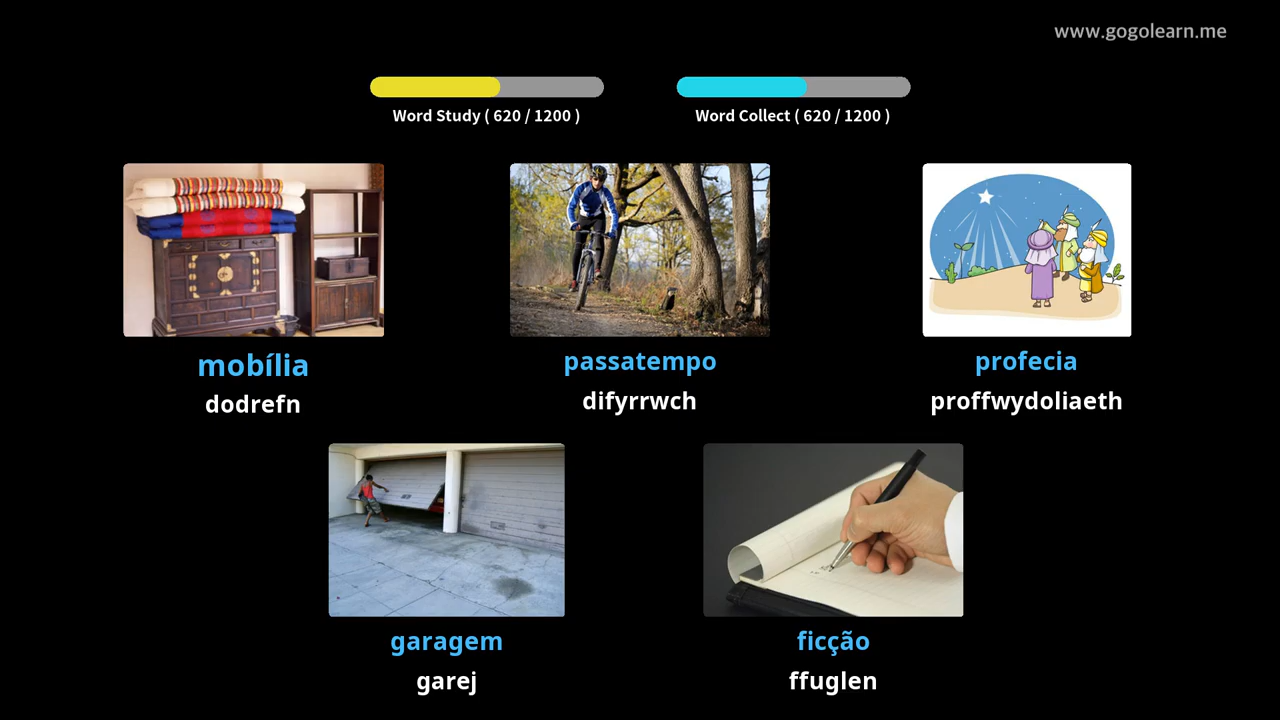 www.gogolearn.me
Word Study ( 620 / 1200 )
Word Collect ( 620 / 1200 )
mobília
dodrefn
passatempo
difyrrwch
profecia
proffwydoliaeth
garagem
garej
ficção
ffuglen